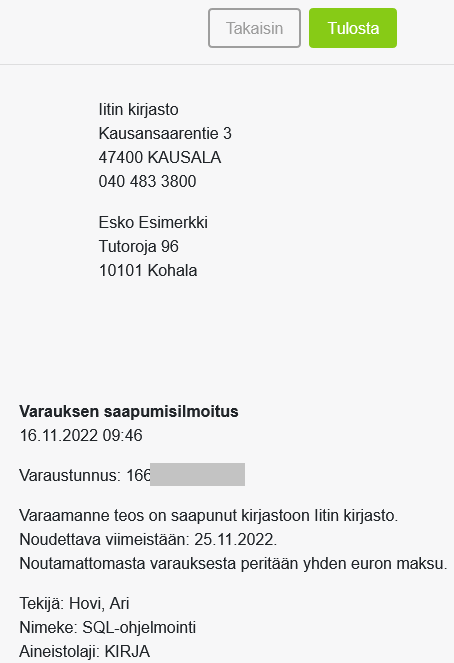 Takaisin
Tulosta
Iitin kirjasto
Kausansaarentie 3
47400 KAUSALA
040 483 3800
Esko Esimerkki
Tutoroja 96
10101 Kohala
Varauksen saapumisilmoitus
16.11.2022 09:46
Varaustunnus: 166
Varaamanne teos on saapunut kirjastoon Iitin kirjasto.
Noudettava viimeistään: 25.11.2022.
Noutamattomasta varauksesta peritään yhden euron maksu.
Tekijä: Hovi, Ari
Nimeke: SQL-ohjelmointi
Aineistolaji: KIRJA